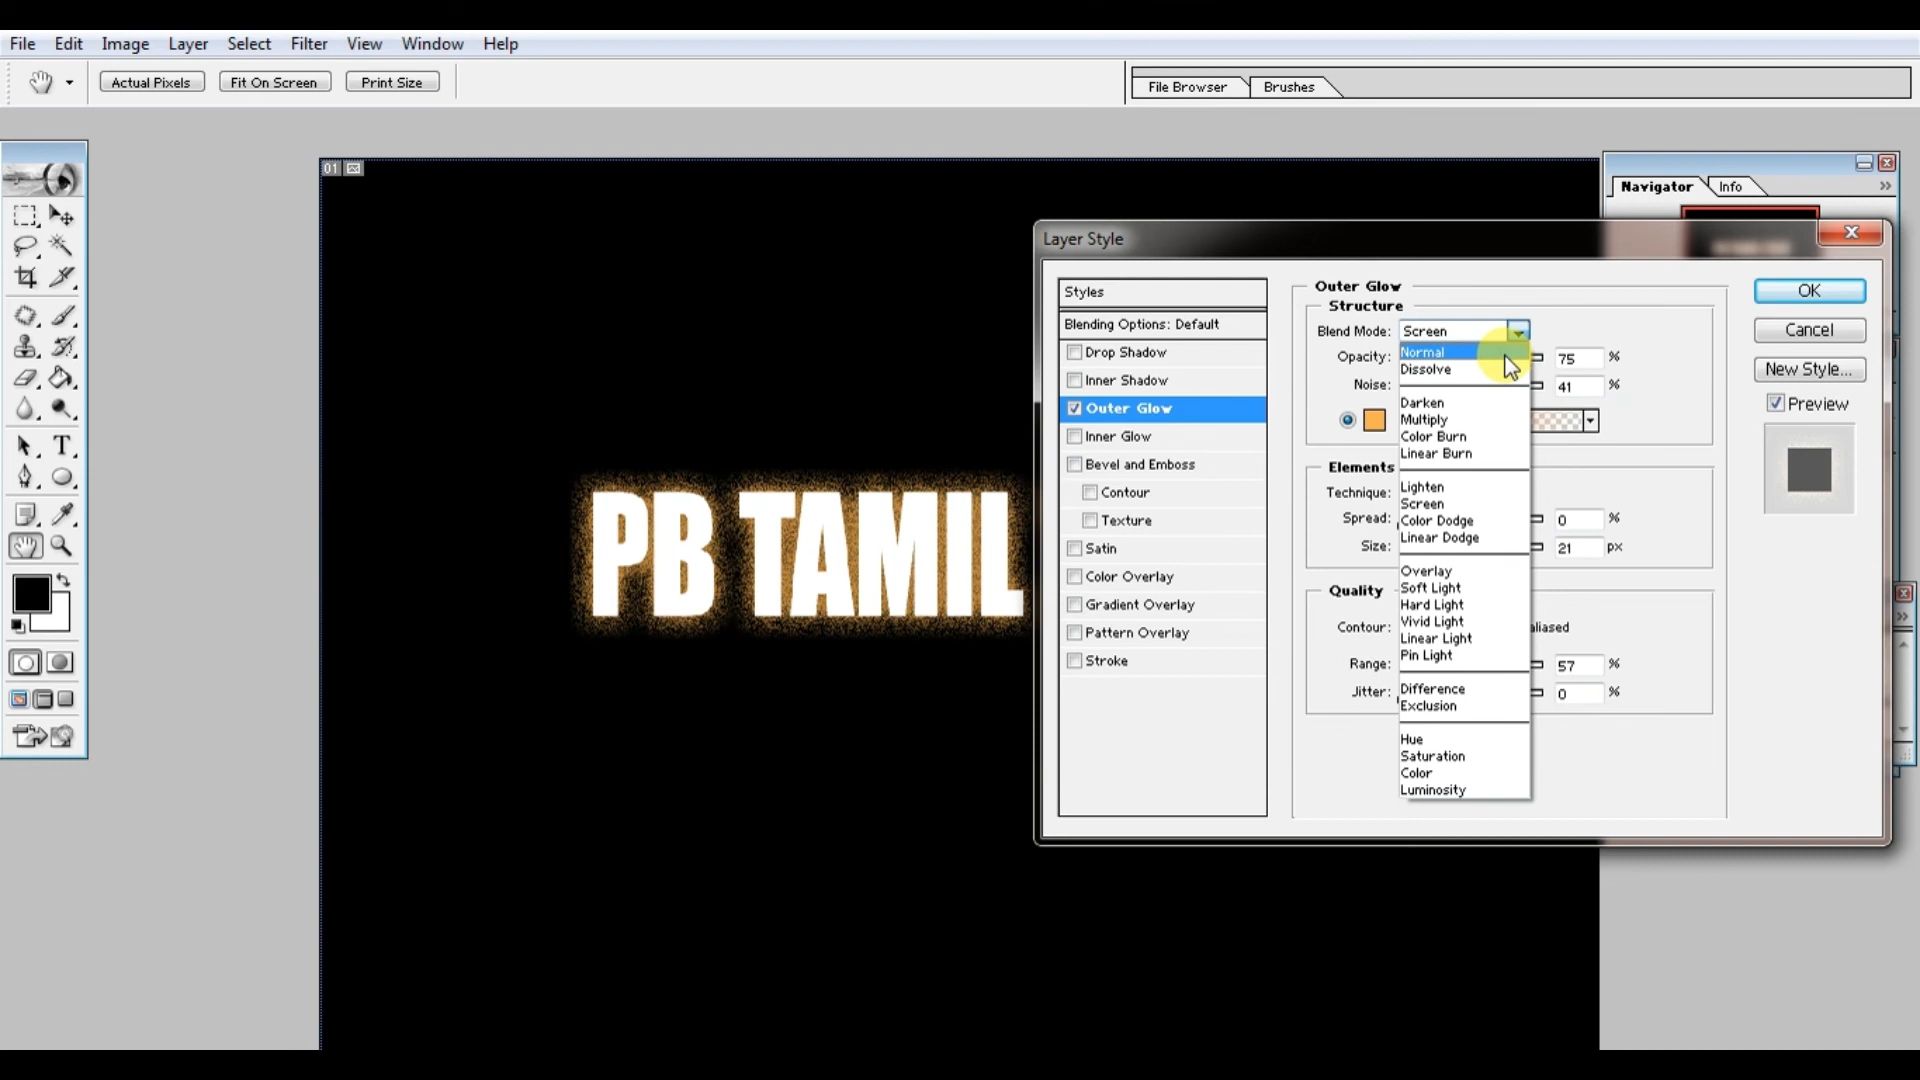 File Edit Image Layer Select Filter View Window Help
Actual Pixels Fit On Screen Print Size File Browser Brushes
01
Navigator Info
Layer Style
Styles
Blending Options: Default
Drop Shadow
Inner Shadow
Outer Glow
Inner Glow
Bevel and Emboss
Contour
Texture
Satin
Color Overlay
Gradient Overlay
Pattern Overlay
Stroke
Outer Glow
Structure
Blend Mode: Screen
Opacity: 75 %
Noise: 41 %
Normal
Dissolve
Darken
Multiply
Color Burn
Linear Burn
Lighten
Screen
Color Dodge
Linear Dodge
Overlay
Soft Light
Hard Light
Vivid Light
Linear Light
Pin Light
Difference
Exclusion
Hue
Saturation
Color
Luminosity
Elements
Technique:
Spread: 0 %
Size: 21 px
Quality
Contour: aliased
Range: 57 %
Jitter: 0 %
OK
Cancel
New Style...
Preview
PB TAMIL
T